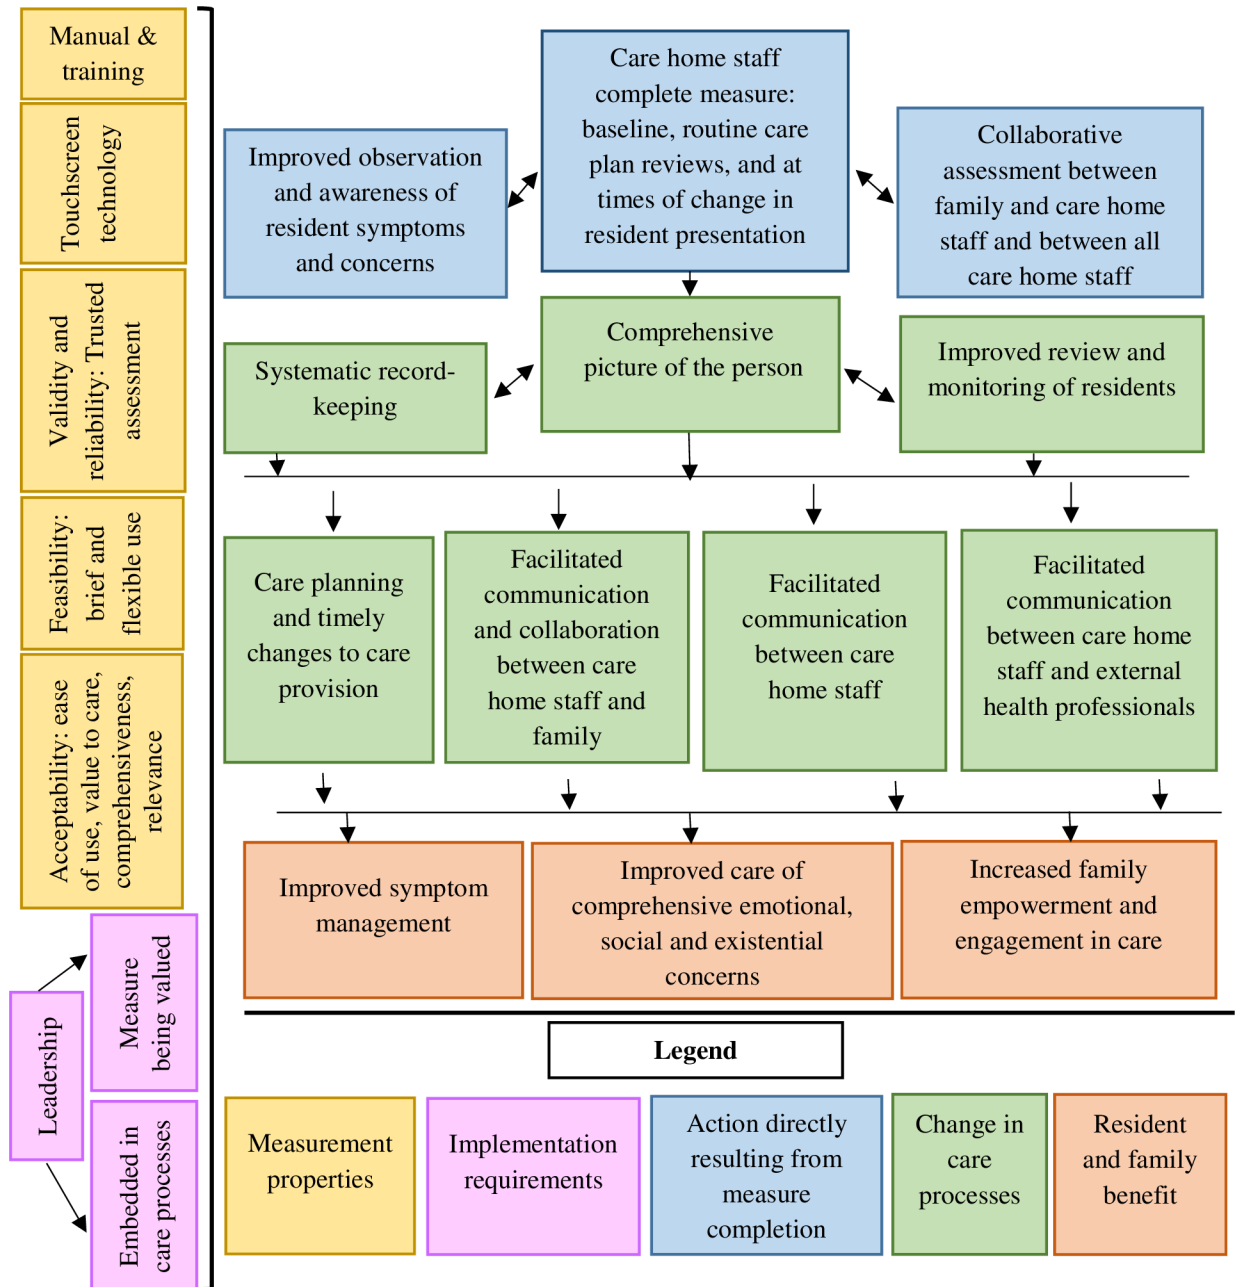 Manual &
training
Touchscreen
technology
Validity and
reliability: Trusted
assessment
Feasibility:
brief and
flexible use
Acceptability: ease
of use, value to care,
comprehensiveness,
relevance
Leadership
Measure
being valued
Embedded in
care processes
Improved observation
and awareness of
resident symptoms
and concerns
Care home staff
complete measure:
baseline, routine care
plan reviews, and at
times of change in
resident presentation
Collaborative
assessment between
family and care home
staff and between all
care home staff
Systematic record-
keeping
Comprehensive
picture of the person
Improved review and
monitoring of residents
Care planning
and timely
changes to care
provision
Facilitated
communication
and collaboration
between care
home staff and
family
Facilitated
communication
between care
home staff
Facilitated
communication
between care home
staff and external
health professionals
Improved symptom
management
Improved care of
comprehensive emotional,
social and existential
concerns
Increased family
empowerment and
engagement in care
Legend
Measurement
properties
Implementation
requirements
Action directly
resulting from
measure
completion
Change in
care
processes
Resident
and family
benefit